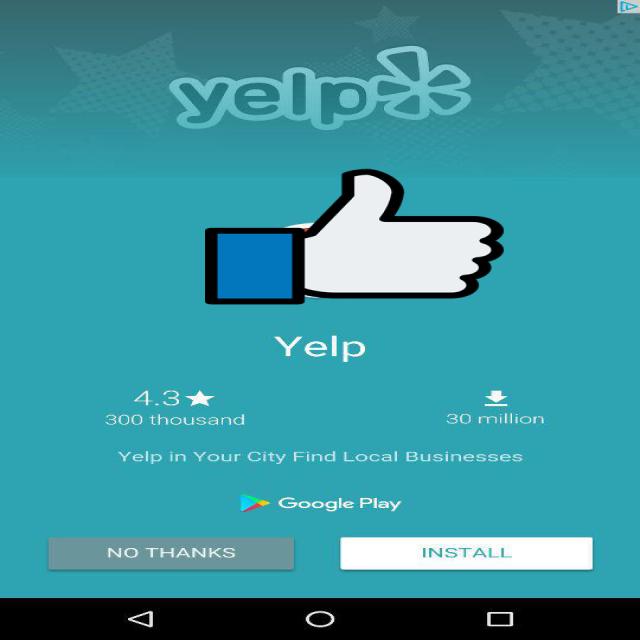 yelp
Yelp
4.3
300 thousand
30 million
Yelp in Your City Find Local Businesses
Google Play
NO THANKS
INSTALL